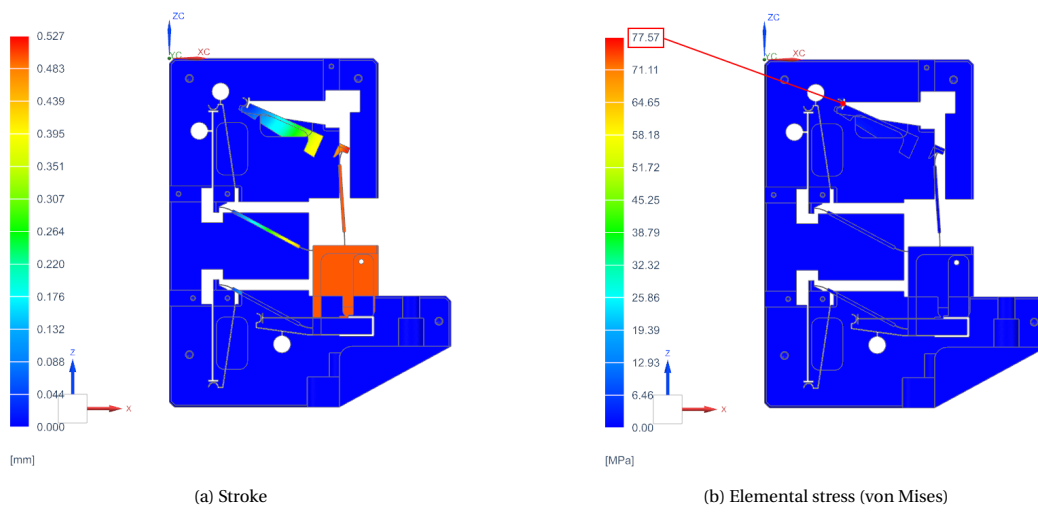 ZC
YC
XC
0.527
0.483
0.439
0.395
0.351
0.307
0.264
0.220
0.176
0.132
0.088
0.044
0.000
Z
X
[mm]
(a) Stroke
ZC
YC
XC
77.57
71.11
64.65
58.18
51.72
45.25
38.79
32.32
25.86
19.39
12.93
6.46
0.00
Z
X
[MPa]
(b) Elemental stress (von Mises)